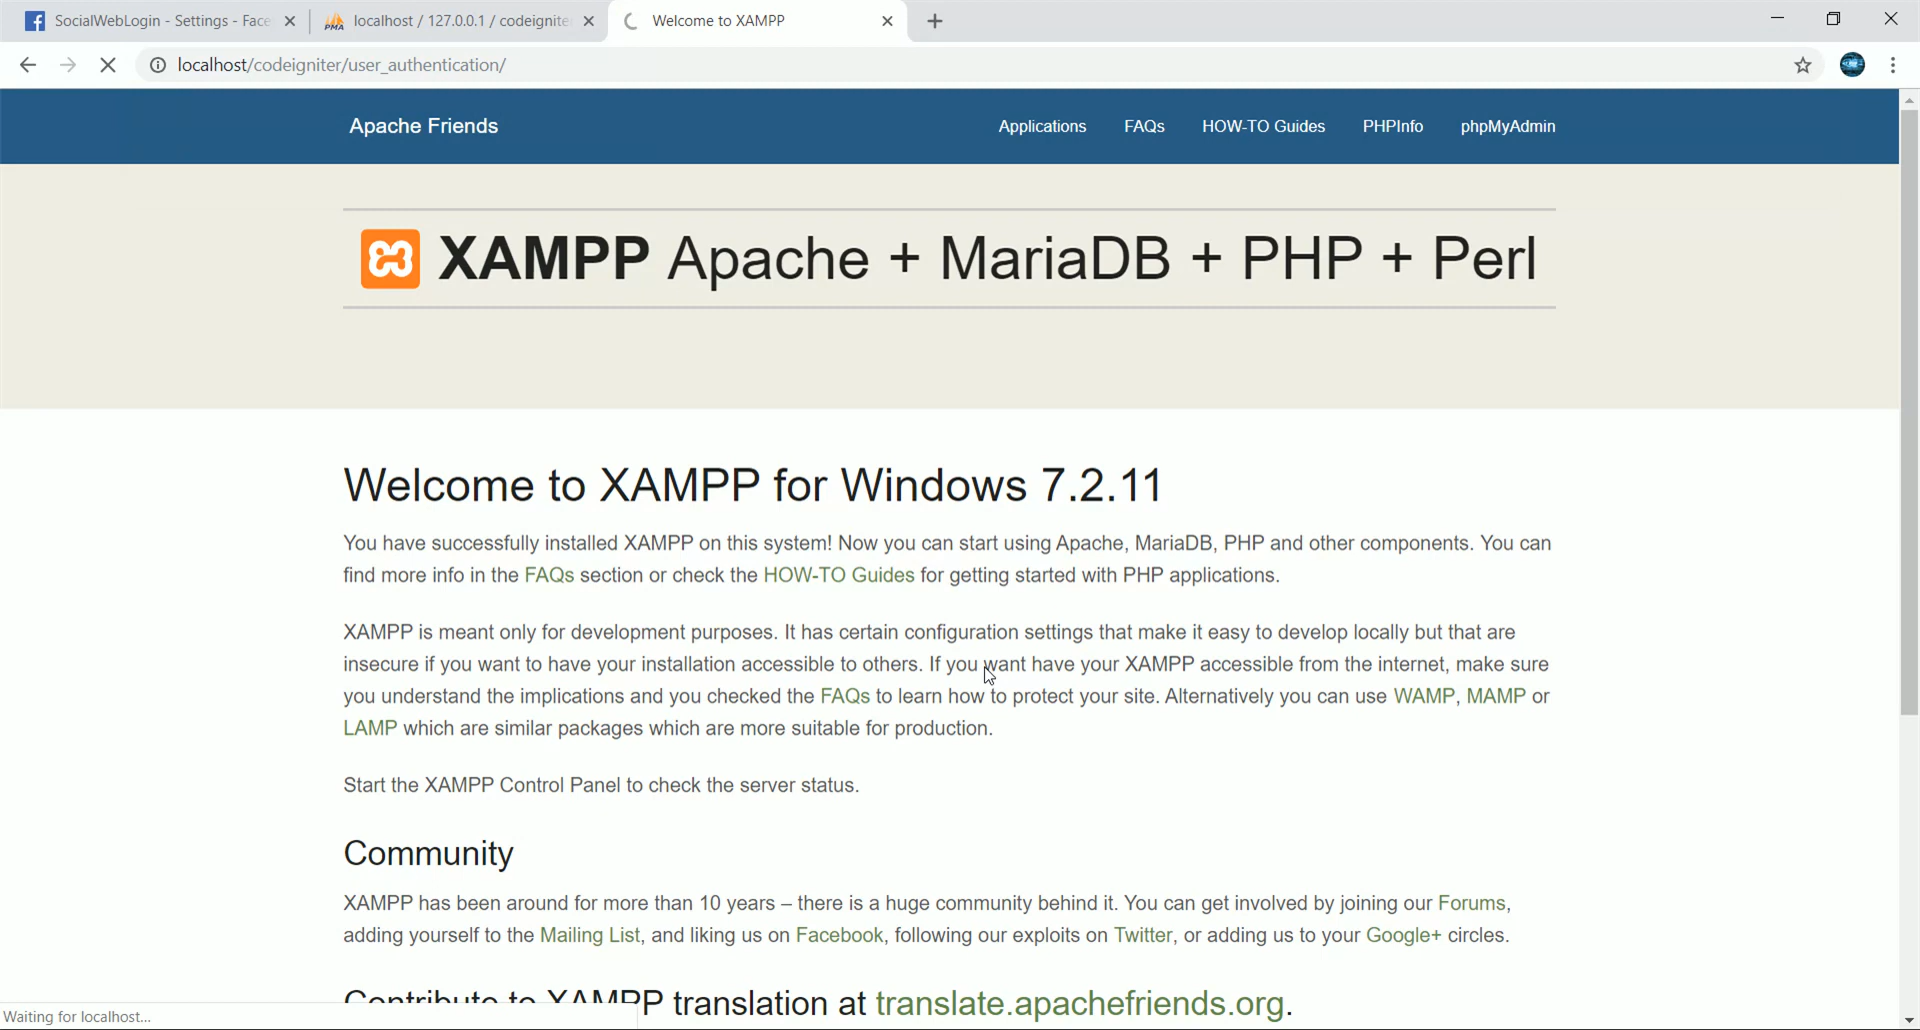 SocialWebLogin - Settings - Face
localhost / 127.0.0.1 / codeignite
Welcome to XAMPP
PMA
localhost/codeigniter/user_authentication/
Apache Friends
Applications
FAQs
HOW-TO Guides
PHPInfo
phpMyAdmin
XAMPP Apache + MariaDB + PHP + Perl
Welcome to XAMPP for Windows 7.2.11
You have successfully installed XAMPP on this system! Now you can start using Apache, MariaDB, PHP and other components. You can
find more info in the FAQs section or check the HOW-TO Guides for getting started with PHP applications.
XAMPP is meant only for development purposes. It has certain configuration settings that make it easy to develop locally but that are
insecure if you want to have your installation accessible to others. If you want have your XAMPP accessible from the internet, make sure
you understand the implications and you checked the FAQs to learn how to protect your site. Alternatively you can use WAMP, MAMP or
LAMP which are similar packages which are more suitable for production.
Start the XAMPP Control Panel to check the server status.
Community
XAMPP has been around for more than 10 years – there is a huge community behind it. You can get involved by joining our Forums,
adding yourself to the Mailing List, and liking us on Facebook, following our exploits on Twitter, or adding us to your Google+ circles.
Contribute to XAMPP translation at translate.apachefriends.org.
Waiting for localhost...